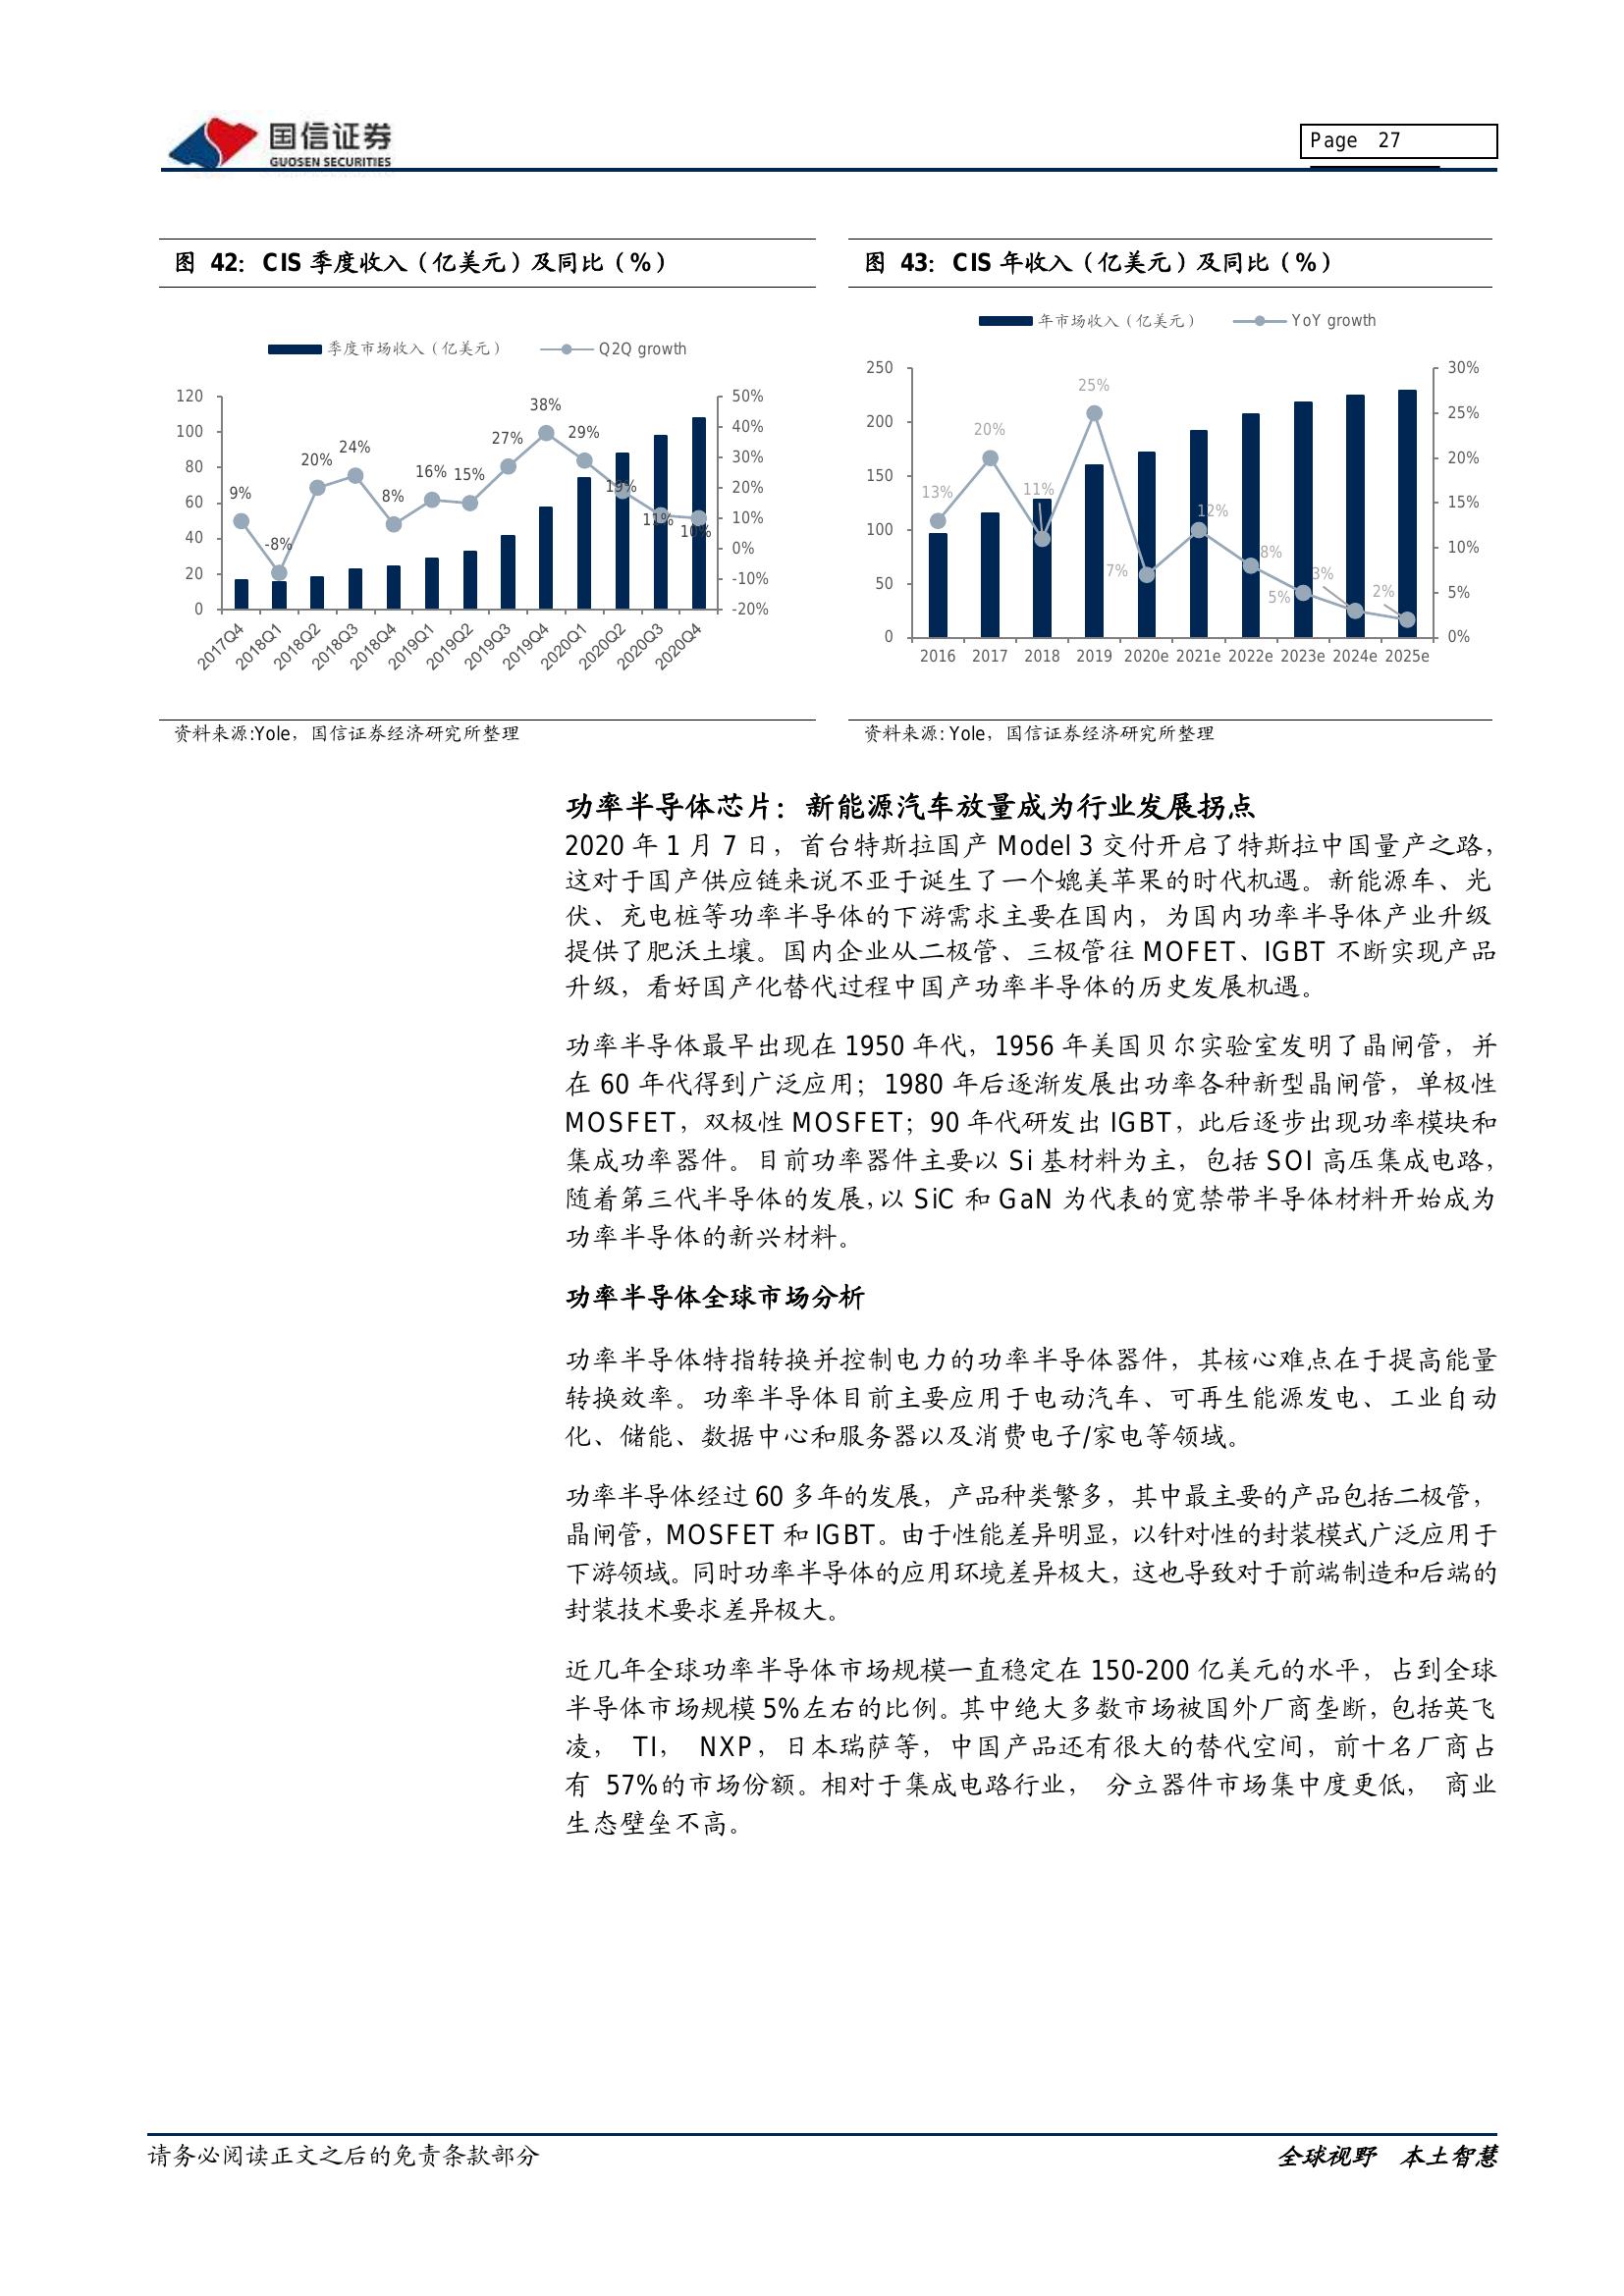 国信证券
GUOSEN SECURITIES
Page 27
图 42: CIS 季度收入（亿美元）及同比（%）
季度市场收入（亿美元） Q2Q growth
120
100
80
60
40
20
0
50%
40%
30%
20%
10%
0%
-10%
-20%
9% -8% 20% 24% 8% 16% 15% 27% 38% 29% 19% 11% 10%
2017Q4 2018Q1 2018Q2 2018Q3 2018Q4 2019Q1 2019Q2 2019Q3 2019Q4 2020Q1 2020Q2 2020Q3 2020Q4
资料来源:Yole，国信证券经济研究所整理
图 43: CIS 年收入（亿美元）及同比（%）
年市场收入（亿美元） YoY growth
250
200
150
100
50
0
30%
25%
20%
15%
10%
5%
0%
13% 20% 11% 25% 7% 12% 8% 5% 3% 2%
2016 2017 2018 2019 2020e 2021e 2022e 2023e 2024e 2025e
资料来源: Yole，国信证券经济研究所整理
功率半导体芯片：新能源汽车放量成为行业发展拐点
2020 年 1 月 7 日，首台特斯拉国产 Model 3 交付开启了特斯拉中国量产之路，
这对于国产供应链来说不亚于诞生了一个媲美苹果的时代机遇。新能源车、光
伏、充电桩等功率半导体的下游需求主要在国内，为国内功率半导体产业升级
提供了肥沃土壤。国内企业从二极管、三极管往 MOFET、IGBT 不断实现产品
升级，看好国产化替代过程中国产功率半导体的历史发展机遇。
功率半导体最早出现在 1950 年代，1956 年美国贝尔实验室发明了晶闸管，并
在 60 年代得到广泛应用；1980 年后逐渐发展出功率各种新型晶闸管，单极性
MOSFET，双极性 MOSFET；90 年代研发出 IGBT，此后逐步出现功率模块和
集成功率器件。目前功率器件主要以 Si 基材料为主，包括 SOI 高压集成电路，
随着第三代半导体的发展，以 SiC 和 GaN 为代表的宽禁带半导体材料开始成为
功率半导体的新兴材料。
功率半导体全球市场分析
功率半导体特指转换并控制电力的功率半导体器件，其核心难点在于提高能量
转换效率。功率半导体目前主要应用于电动汽车、可再生能源发电、工业自动
化、储能、数据中心和服务器以及消费电子/家电等领域。
功率半导体经过 60 多年的发展，产品种类繁多，其中最主要的产品包括二极管，
晶闸管，MOSFET 和 IGBT。由于性能差异明显，以针对性的封装模式广泛应用于
下游领域。同时功率半导体的应用环境差异极大，这也导致对于前端制造和后端的
封装技术要求差异极大。
近几年全球功率半导体市场规模一直稳定在 150-200 亿美元的水平，占到全球
半导体市场规模 5%左右的比例。其中绝大多数市场被国外厂商垄断，包括英飞
凌， TI， NXP，日本瑞萨等，中国产品还有很大的替代空间，前十名厂商占
有 57%的市场份额。相对于集成电路行业， 分立器件市场集中度更低， 商业
生态壁垒不高。
请务必阅读正文之后的免责条款部分
全球视野 本土智慧